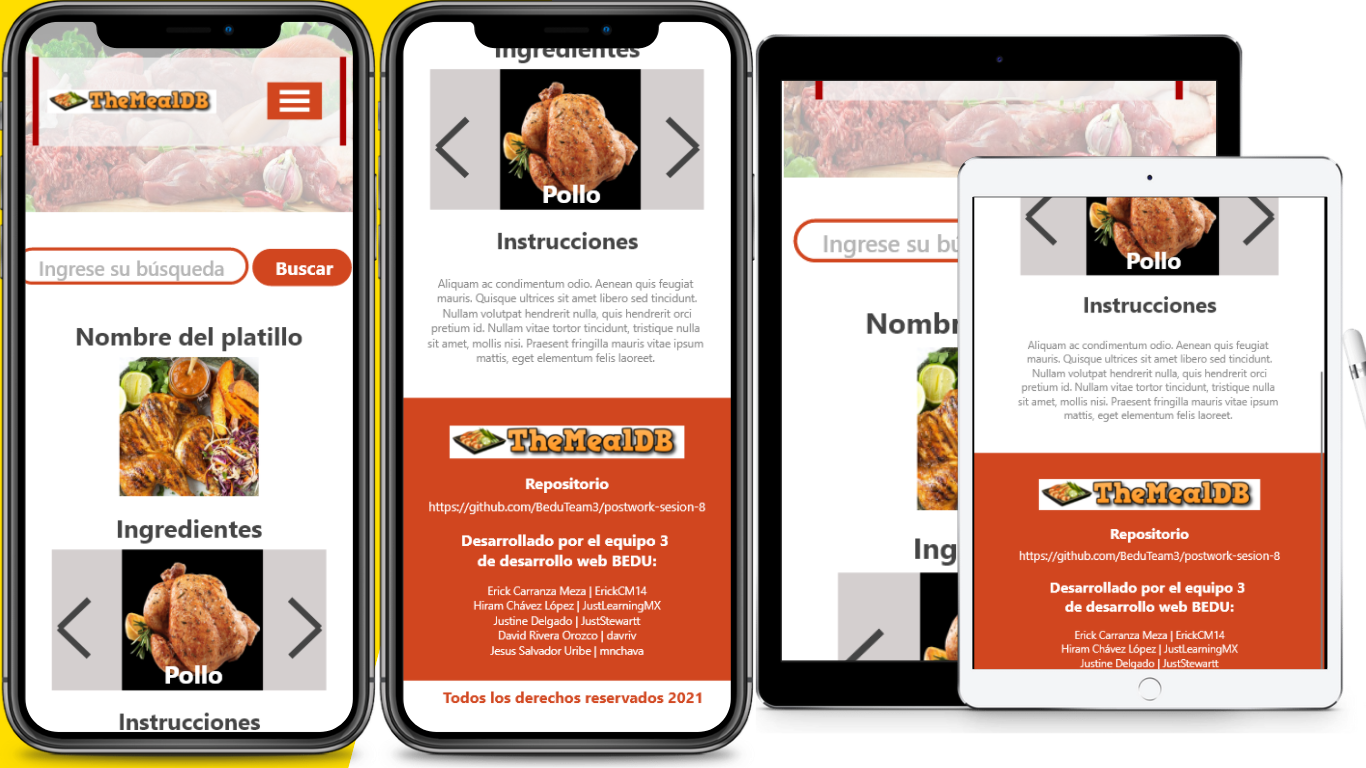 TheMealDB
Ingrese su búsqueda
Buscar
Nombre del platillo
Ingredientes
Pollo
Instrucciones
Ingredientes
Pollo
Instrucciones
Aliquam ac condimentum odio. Aenean quis feugiat
mauris. Quisque ultrices sit amet libero sed tincidunt.
Nullam volutpat hendrerit nulla, quis hendrerit orci
pretium id. Nullam vitae tortor tincidunt, tristique nulla
sit amet, mollis nisi. Praesent fringilla mauris vitae ipsum
mattis, eget elementum felis laoreet.
TheMealDB
Repositorio
https://github.com/BeduTeam3/postwork-sesion-8
Desarrollado por el equipo 3
de desarrollo web BEDU:
Erick Carranza Meza | ErickCM14
Hiram Chávez López | JustLearningMX
Justine Delgado | JustStewartt
David Rivera Orozco | davriv
Jesus Salvador Uribe | mnchava
Todos los derechos reservados 2021
Ingrese su bú
Nomb
Ing
Pollo
Instrucciones
Aliquam ac condimentum odio. Aenean quis feugiat
mauris. Quisque ultrices sit amet libero sed tincidunt.
Nullam volutpat hendrerit nulla, quis hendrerit orci
pretium id. Nullam vitae tortor tincidunt, tristique nulla
sit amet, mollis nisi. Praesent fringilla mauris vitae ipsum
mattis, eget elementum felis laoreet.
TheMealDB
Repositorio
https://github.com/BeduTeam3/postwork-sesion-8
Desarrollado por el equipo 3
de desarrollo web BEDU:
Erick Carranza Meza | ErickCM14
Hiram Chávez López | JustLearningMX
Justine Delgado | JustStewartt